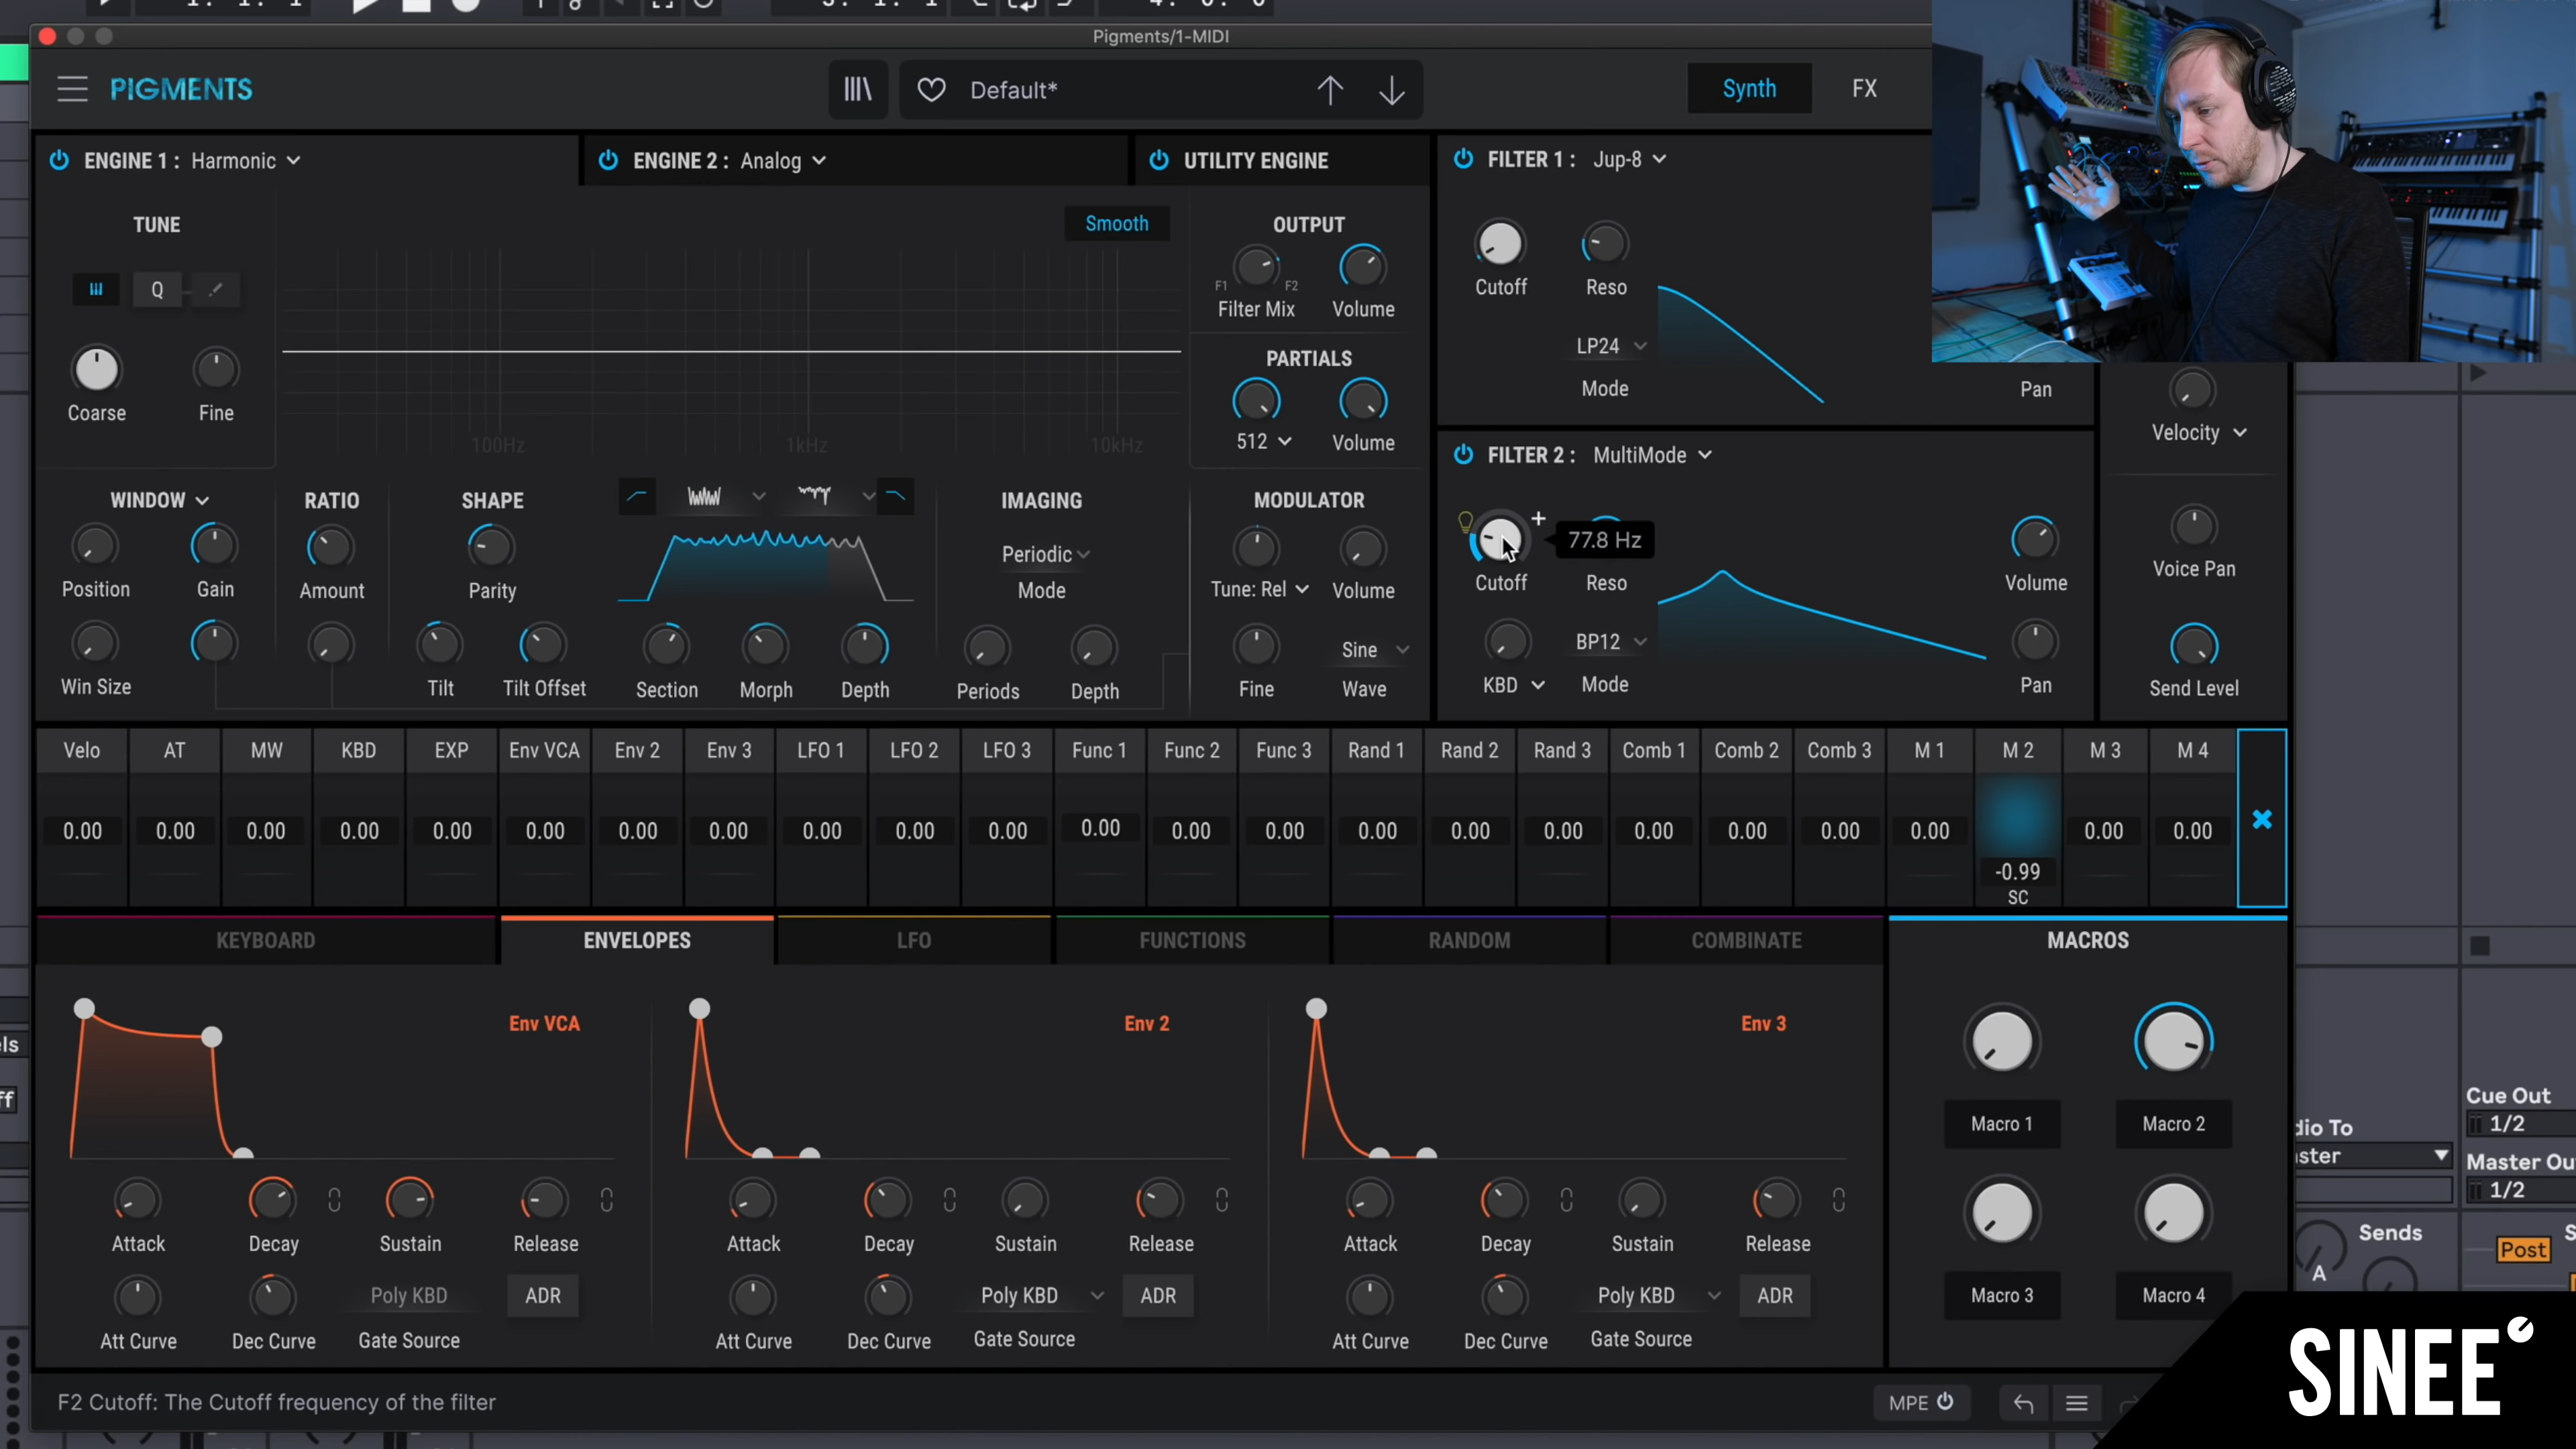 Pigments/1-MIDI
PIGMENTS
Default*
Synth
FX
ENGINE 1 : Harmonic
ENGINE 2 : Analog
UTILITY ENGINE
FILTER 1 : Jup-8
TUNE
Smooth
OUTPUT
Q
F1
F2
Filter Mix
Volume
Cutoff
Reso
PARTIALS
LP24
Mode
Pan
Coarse
Fine
512
Volume
100Hz
1kHz
10kHz
Velocity
FILTER 2 : MultiMode
WINDOW
RATIO
SHAPE
IMAGING
MODULATOR
Periodic
Mode
77.8 Hz
Position
Gain
Amount
Parity
Tune: Rel
Volume
Cutoff
Reso
Volume
Voice Pan
Sine
BP12
Win Size
Tilt
Tilt Offset
Section
Morph
Depth
Periods
Depth
Fine
Wave
KBD
Mode
Pan
Send Level
Velo AT MW KBD EXP Env VCA Env 2 Env 3 LFO 1 LFO 2 LFO 3 Func 1 Func 2 Func 3 Rand 1 Rand 2 Rand 3 Comb 1 Comb 2 Comb 3 M 1 M 2 M 3 M 4
0.00 0.00 0.00 0.00 0.00 0.00 0.00 0.00 0.00 0.00 0.00 0.00 0.00 0.00 0.00 0.00 0.00 0.00 0.00 0.00 0.00 -0.99 0.00 0.00
SC
KEYBOARD
ENVELOPES
LFO
FUNCTIONS
RANDOM
COMBINATE
MACROS
Env VCA
Env 2
Env 3
Macro 1
Macro 2
Attack
Decay
Sustain
Release
Attack
Decay
Sustain
Release
Attack
Decay
Sustain
Release
Poly KBD
ADR
Poly KBD
ADR
Poly KBD
ADR
Macro 3
Macro 4
Att Curve
Dec Curve
Gate Source
Att Curve
Dec Curve
Gate Source
Att Curve
Dec Curve
Gate Source
F2 Cutoff: The Cutoff frequency of the filter
MPE
Cue Out
1/2
dio To
ster
Master Ou
1/2
Sends
A
Post
SINEE